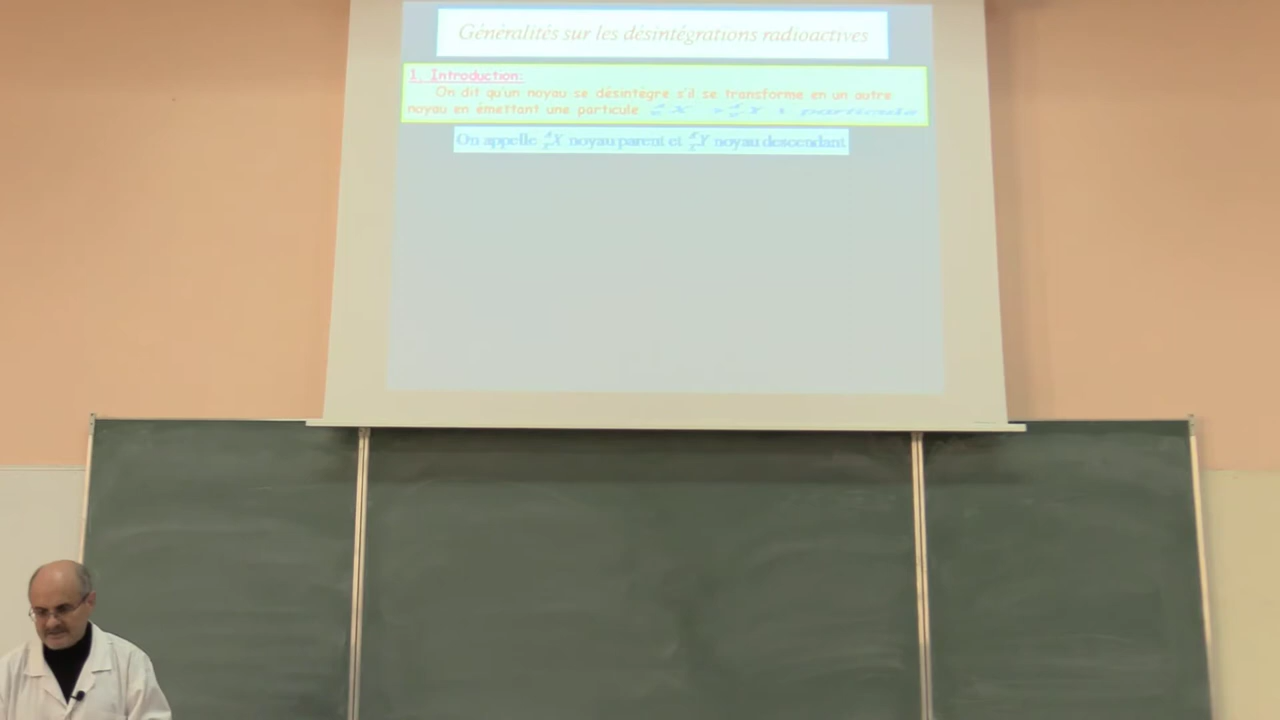 Généralités sur les désintégrations radioactives
1. Introduction:
On dit qu'un noyau se désintègre s'il se transforme en un autre
noyau en émettant une particule X → Y + particule
On appelle X noyau parent et Y noyau descendant